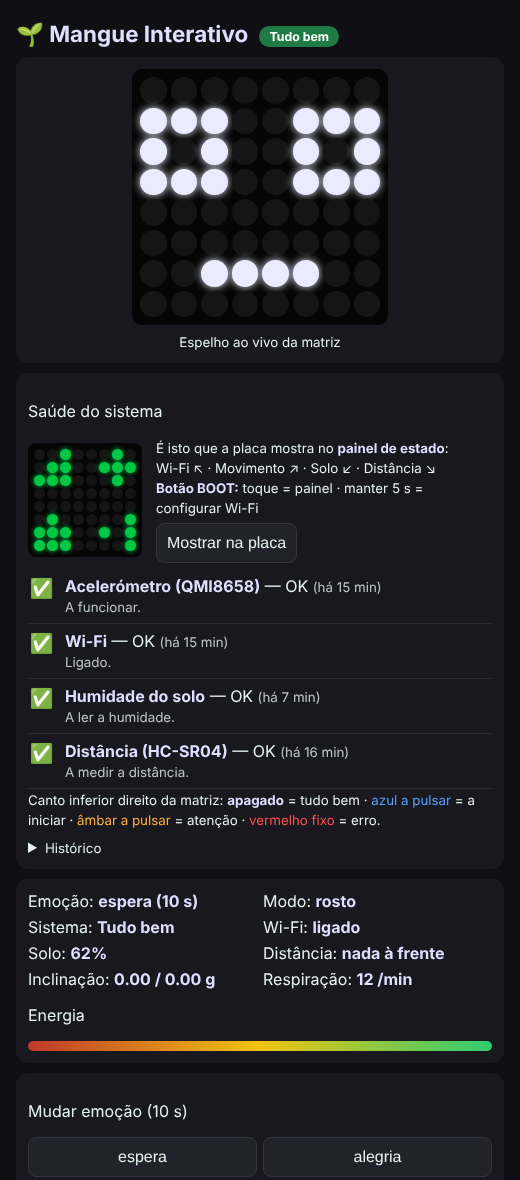 🌱 Mangue Interativo Tudo bem
Espelho ao vivo da matriz
Saúde do sistema
É isto que a placa mostra no painel de estado:
Wi-Fi ↖ · Movimento ↗ · Solo ↙ · Distância ↘
Botão BOOT: toque = painel · manter 5 s =
configurar Wi-Fi
Mostrar na placa
✅ Acelerómetro (QMI8658) — OK (há 15 min)
A funcionar.
✅ Wi-Fi — OK (há 15 min)
Ligado.
✅ Humidade do solo — OK (há 7 min)
A ler a humidade.
✅ Distância (HC-SR04) — OK (há 16 min)
A medir a distância.
Canto inferior direito da matriz: apagado = tudo bem · azul a pulsar = a
iniciar · âmbar a pulsar = atenção · vermelho fixo = erro.
▶ Histórico
Emoção: espera (10 s) Modo: rosto
Sistema: Tudo bem Wi-Fi: ligado
Solo: 62% Distância: nada à frente
Inclinação: 0.00 / 0.00 g Respiração: 12 /min
Energia
Mudar emoção (10 s)
espera alegria